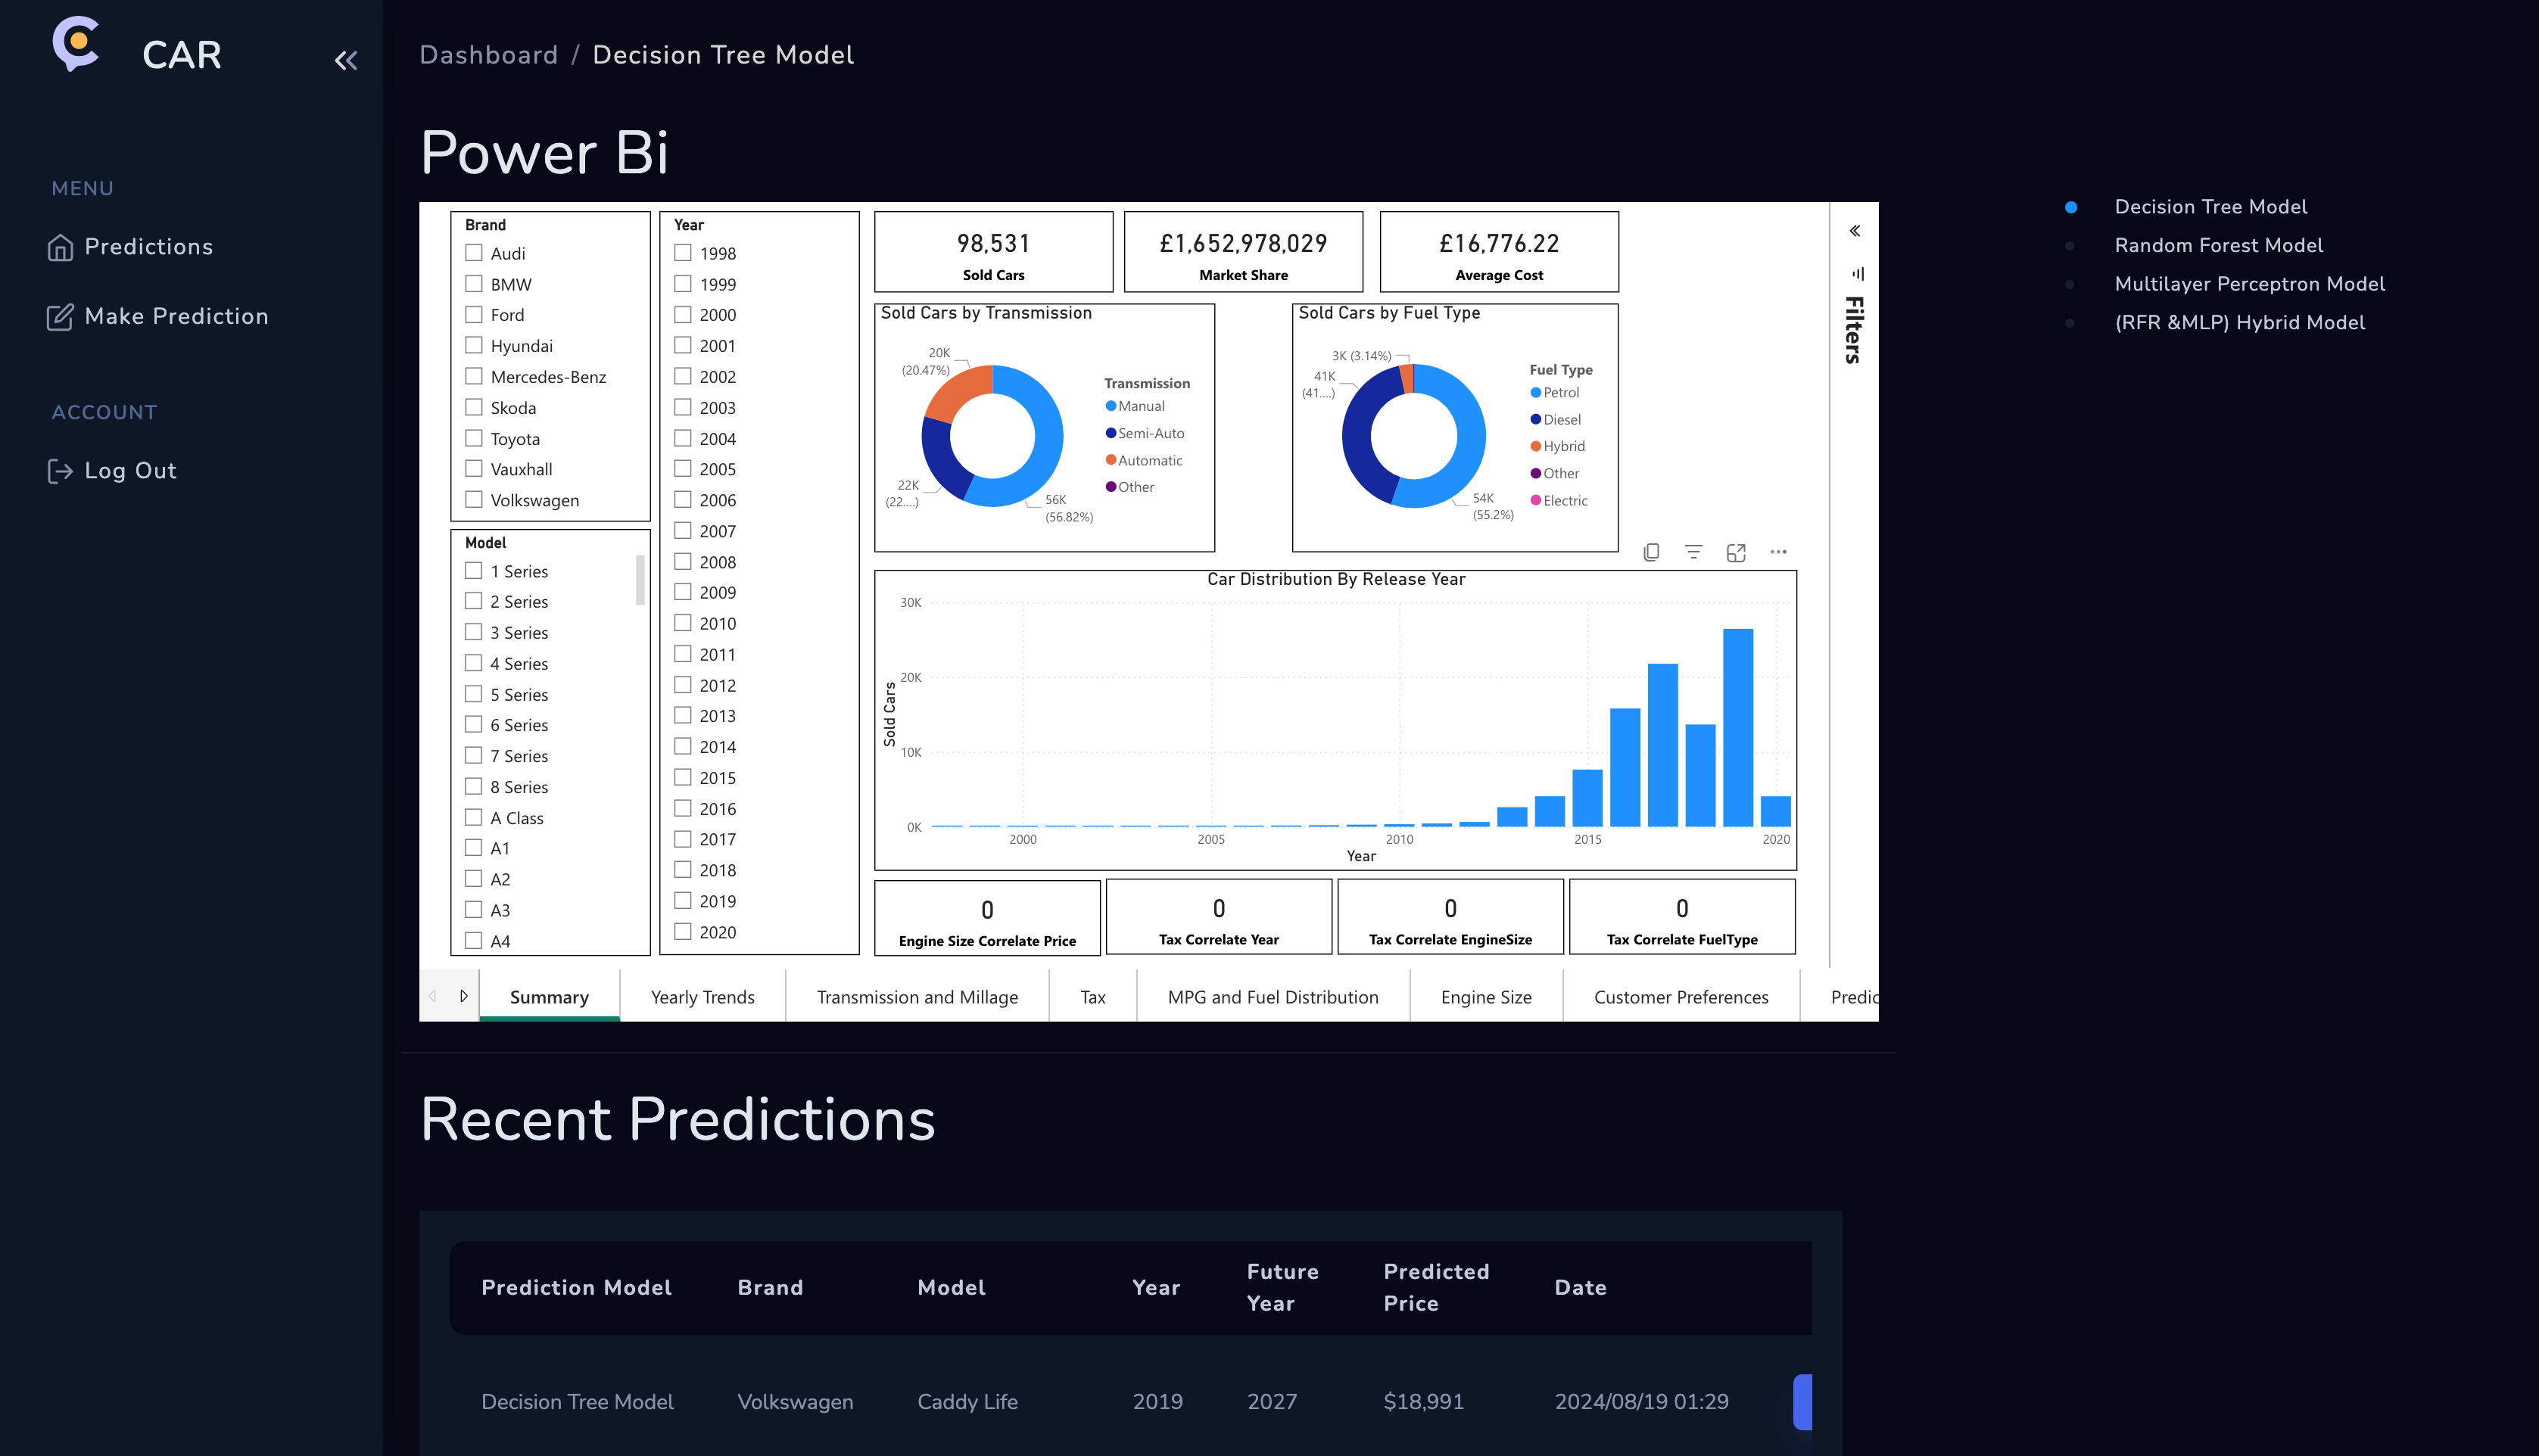 CAR
MENU
Predictions
Make Prediction
ACCOUNT
Log Out
Dashboard / Decision Tree Model
Power Bi
Brand
Audi
BMW
Ford
Hyundai
Mercedes-Benz
Skoda
Toyota
Vauxhall
Volkswagen
Model
1 Series
2 Series
3 Series
4 Series
5 Series
6 Series
7 Series
8 Series
A Class
A1
A2
A3
A4
Year
1998
1999
2000
2001
2002
2003
2004
2005
2006
2007
2008
2009
2010
2011
2012
2013
2014
2015
2016
2017
2018
2019
2020
98,531
Sold Cars
£1,652,978,029
Market Share
£16,776.22
Average Cost
Sold Cars by Transmission
20K
(20.47%)
22K
(22....)
56K
(56.82%)
Transmission
Manual
Semi-Auto
Automatic
Other
Sold Cars by Fuel Type
3K (3.14%)
41K
(41....)
54K
(55.2%)
Fuel Type
Petrol
Diesel
Hybrid
Other
Electric
Car Distribution By Release Year
30K
20K
10K
0K
Sold Cars
2000 2005 2010 2015 2020
Year
0
Engine Size Correlate Price
0
Tax Correlate Year
0
Tax Correlate EngineSize
0
Tax Correlate FuelType
Filters
Summary Yearly Trends Transmission and Millage Tax MPG and Fuel Distribution Engine Size Customer Preferences Predic
Decision Tree Model
Random Forest Model
Multilayer Perceptron Model
(RFR &MLP) Hybrid Model
Recent Predictions
Prediction Model Brand Model Year Future Year Predicted Price Date
Decision Tree Model Volkswagen Caddy Life 2019 2027 $18,991 2024/08/19 01:29